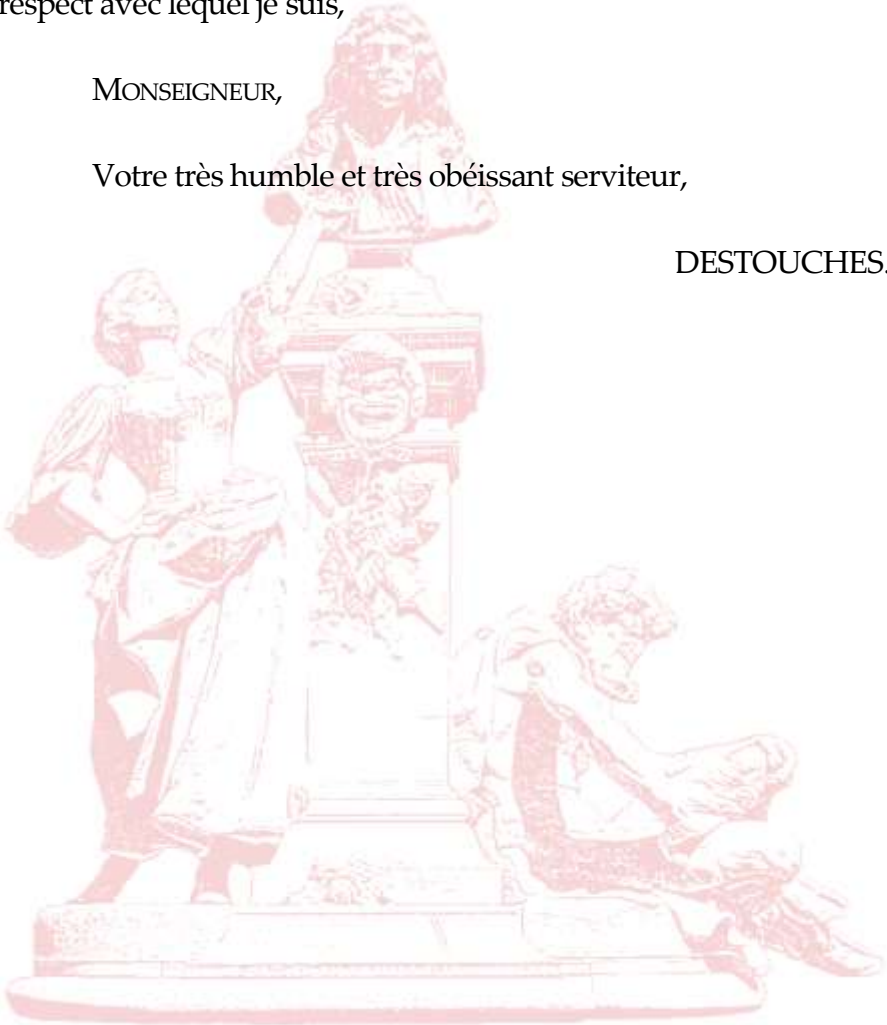 respect avec lequel je suis,
MONSEIGNEUR,
Votre très humble et très obéissant serviteur,
DESTOUCHES.